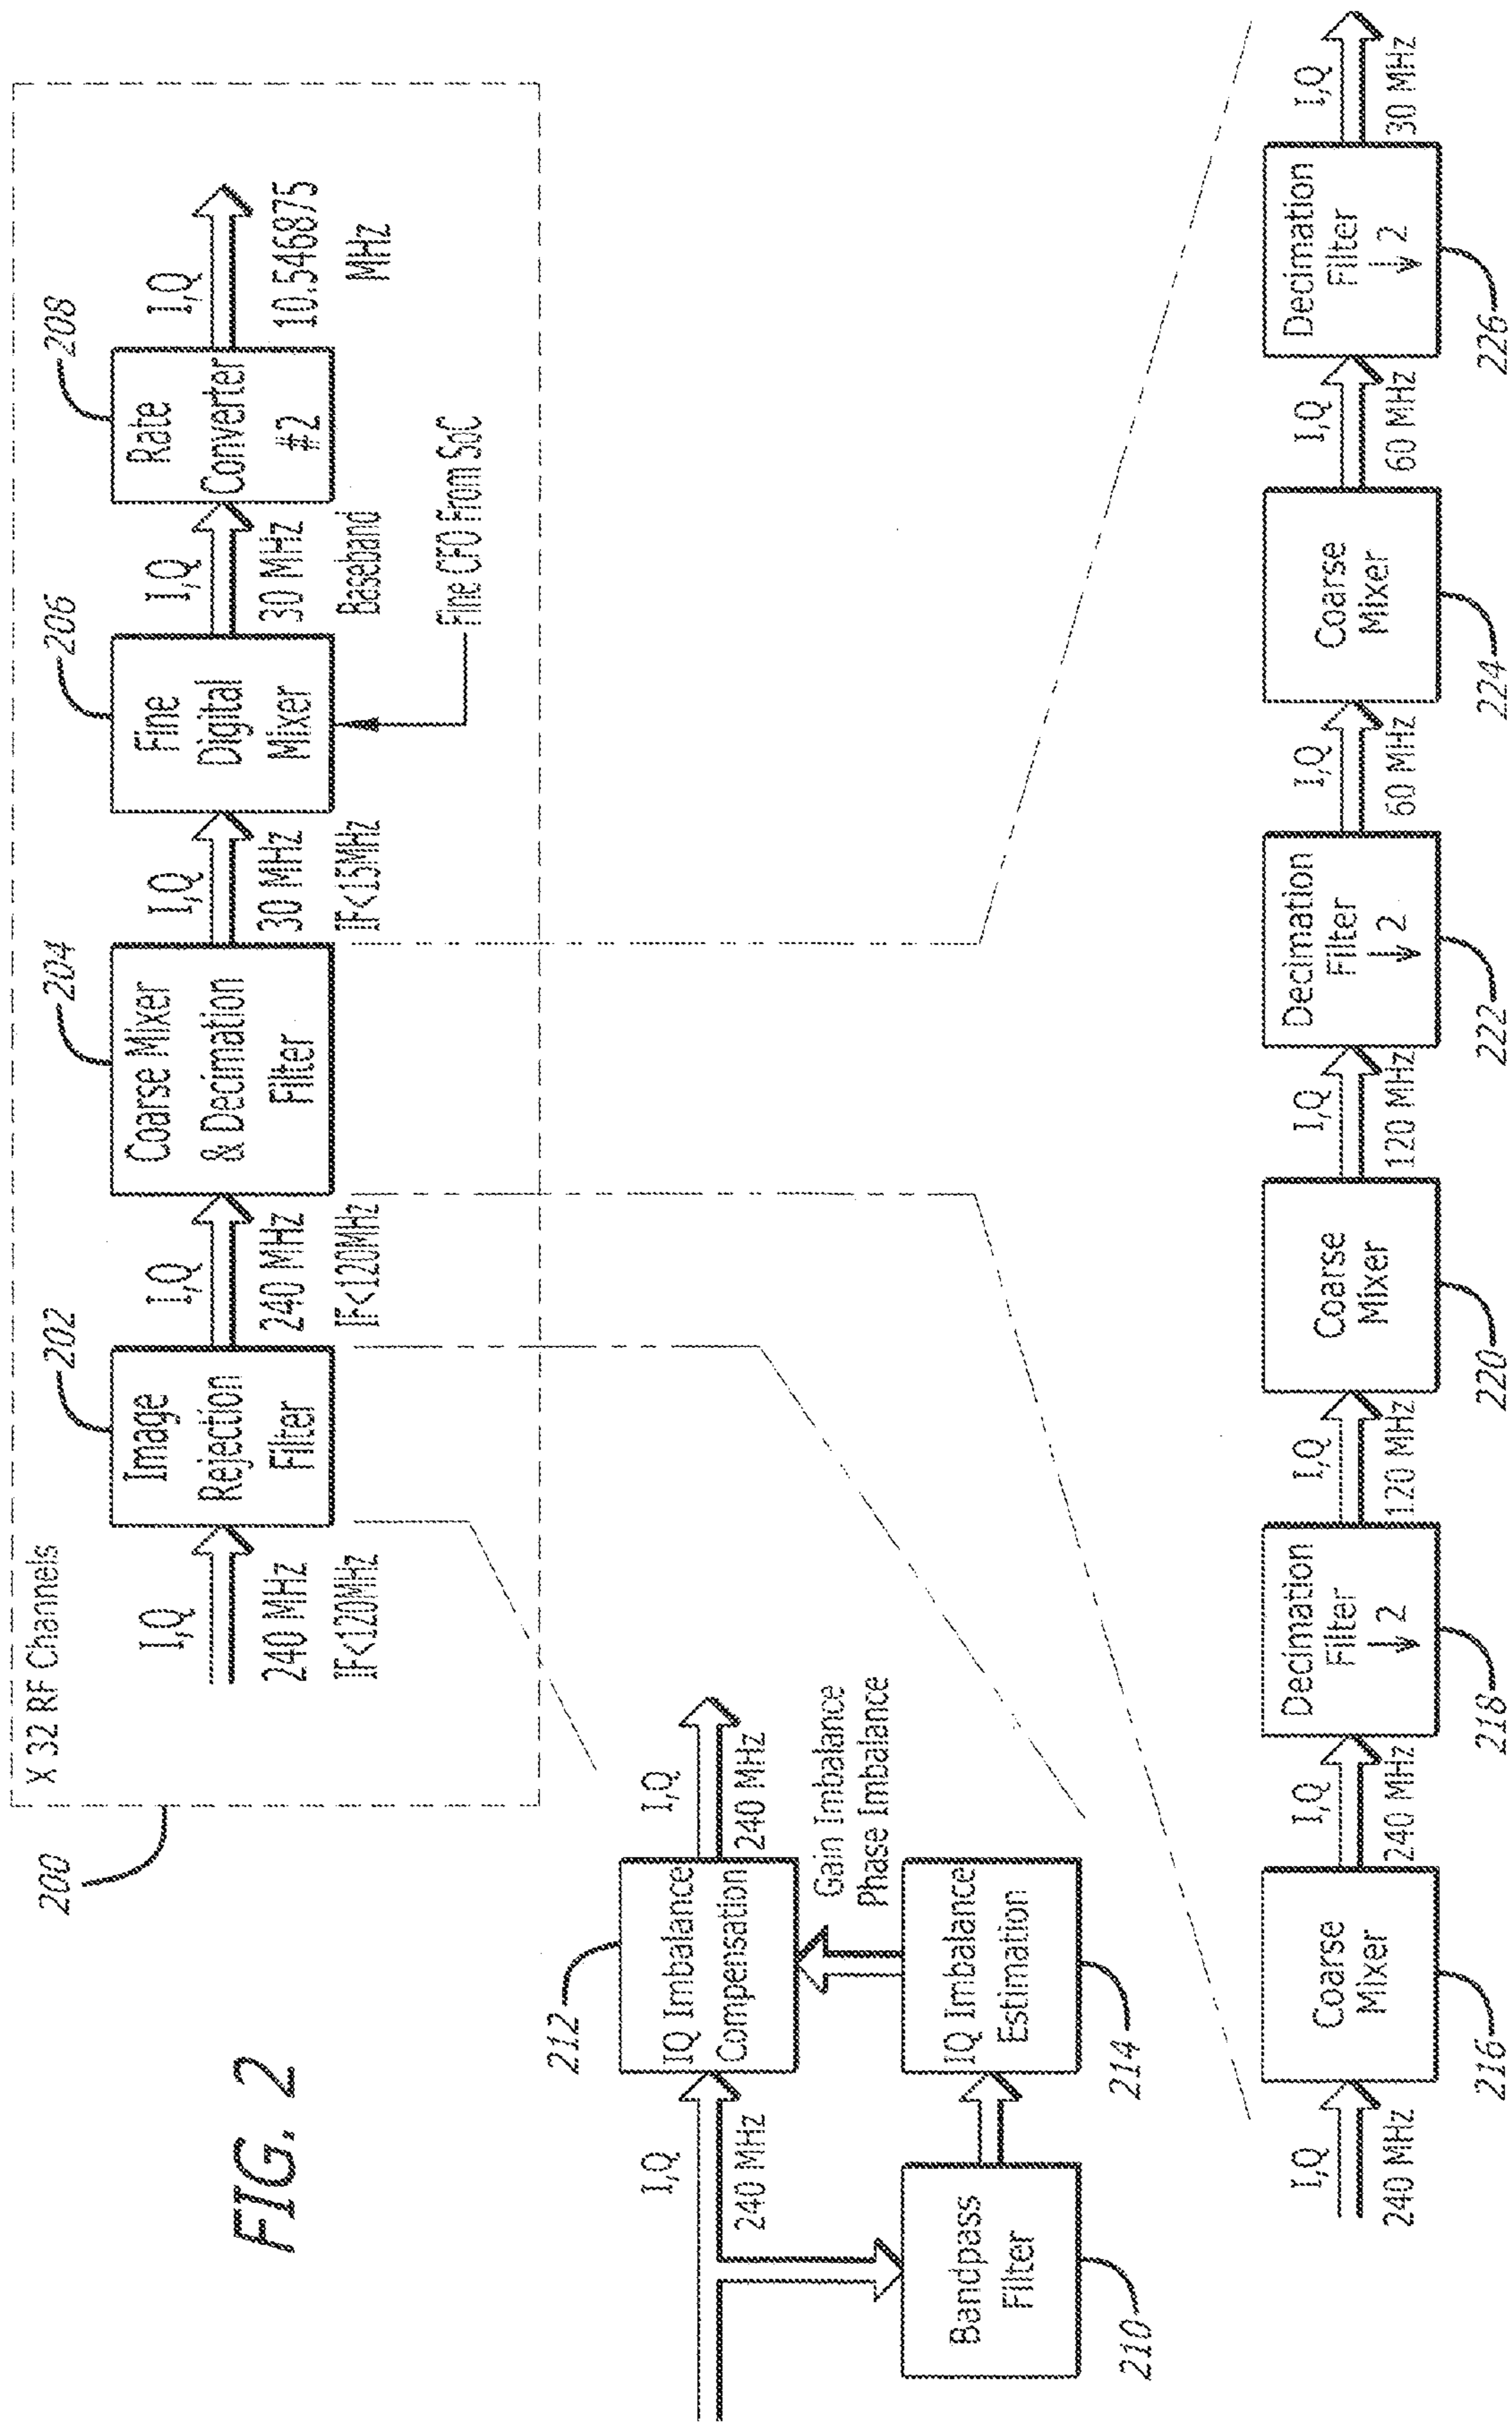 FIG. 2
200
X 32 RF Channels
I,Q
240 MHz
IF<120MHz
202
Image
Rejection
Filter
I,Q
240 MHz
IF<120MHz
204
Coarse Mixer
& Decimation
Filter
I,Q
30 MHz
IF<15MHz
206
Fine
Digital
Mixer
Fine CFO From SoC
I,Q
30 MHz
Baseband
208
Rate
Converter
#2
I,Q
10.546875
MHz
I,Q
240 MHz
212
IQ Imbalance
Compensation
I,Q
240 MHz
Gain Imbalance
Phase Imbalance
Bandpass
Filter
210
IQ Imbalance
Estimation
214
I,Q
240 MHz
Coarse
Mixer
216
I,Q
240 MHz
Decimation
Filter
↓ 2
218
I,Q
120 MHz
Coarse
Mixer
220
I,Q
120 MHz
Decimation
Filter
↓ 2
222
I,Q
60 MHz
Coarse
Mixer
224
I,Q
60 MHz
Decimation
Filter
↓ 2
226
I,Q
30 MHz